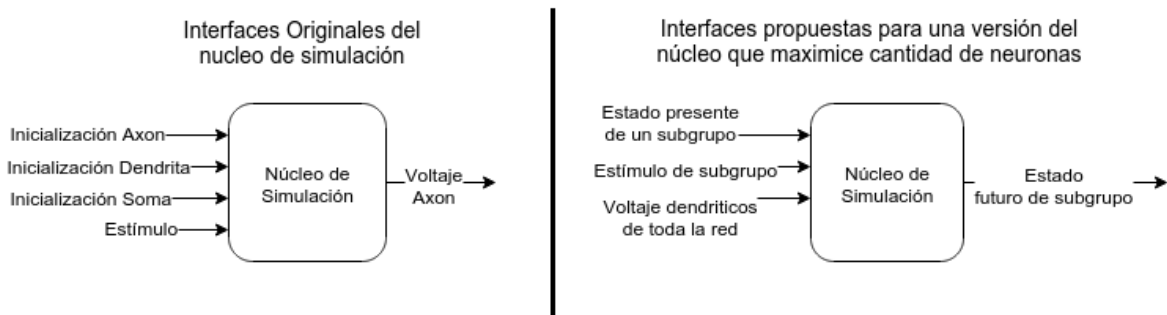 Interfaces Originales del
nucleo de simulación
Inicialización Axon
Inicialización Dendrita
Inicialización Soma
Estímulo
Núcleo de
Simulación
Voltaje
Axon
Interfaces propuestas para una versión del
núcleo que maximice cantidad de neuronas
Estado presente
de un subgrupo
Estímulo de subgrupo
Voltaje dendriticos
de toda la red
Núcleo de
Simulación
Estado
futuro de subgrupo